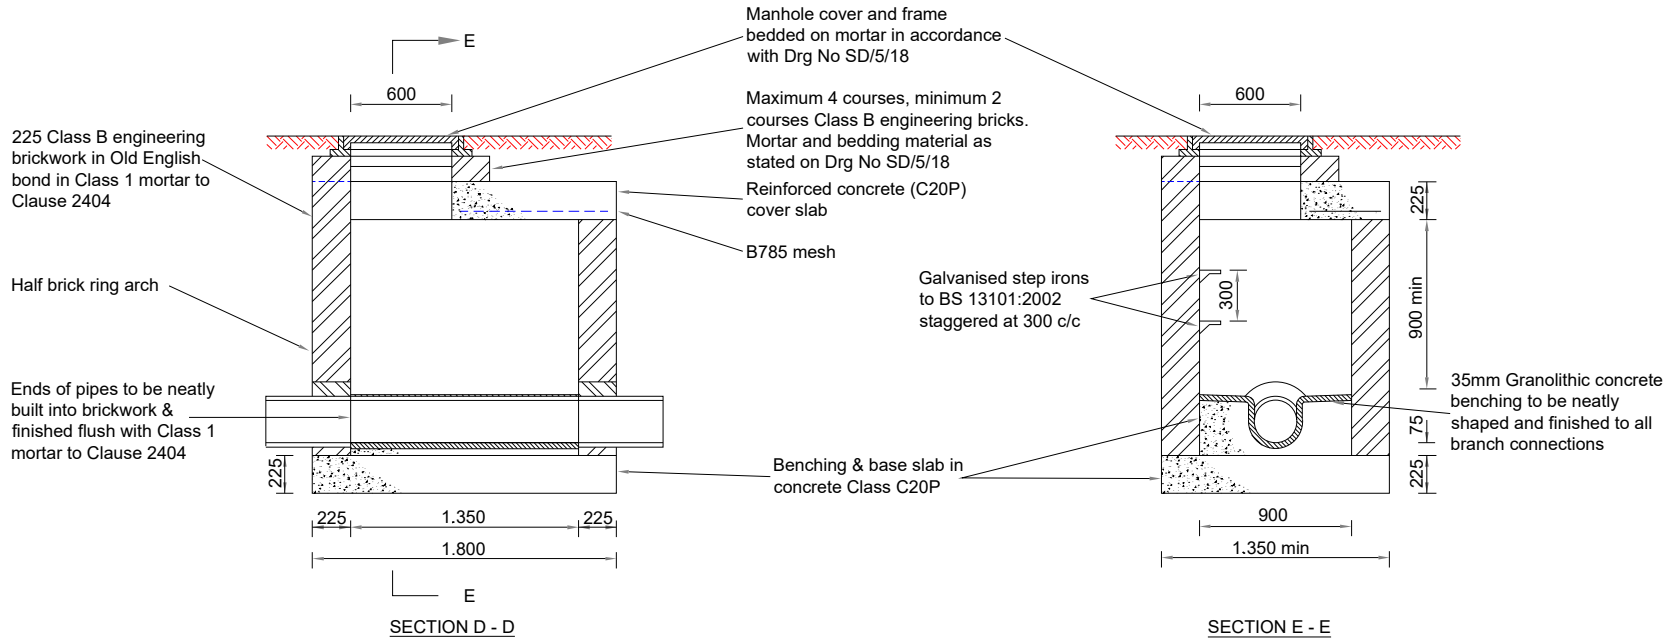 Manhole cover and frame
bedded on mortar in accordance
with Drg No SD/5/18
E
600
600
Maximum 4 courses, minimum 2
courses Class B engineering bricks.
Mortar and bedding material as
stated on Drg No SD/5/18
225 Class B engineering
brickwork in Old English
bond in Class 1 mortar to
Clause 2404
Reinforced concrete (C20P)
cover slab
225
B785 mesh
Half brick ring arch
Galvanised step irons
to BS 13101:2002
staggered at 300 c/c
300
900 min
Ends of pipes to be neatly
built into brickwork &
finished flush with Class 1
mortar to Clause 2404
35mm Granolithic concrete
benching to be neatly
shaped and finished to all
branch connections
75
225
Benching & base slab in
concrete Class C20P
225
225
1.350
225
900
1.800
1.350 min
E
SECTION D - D
SECTION E - E